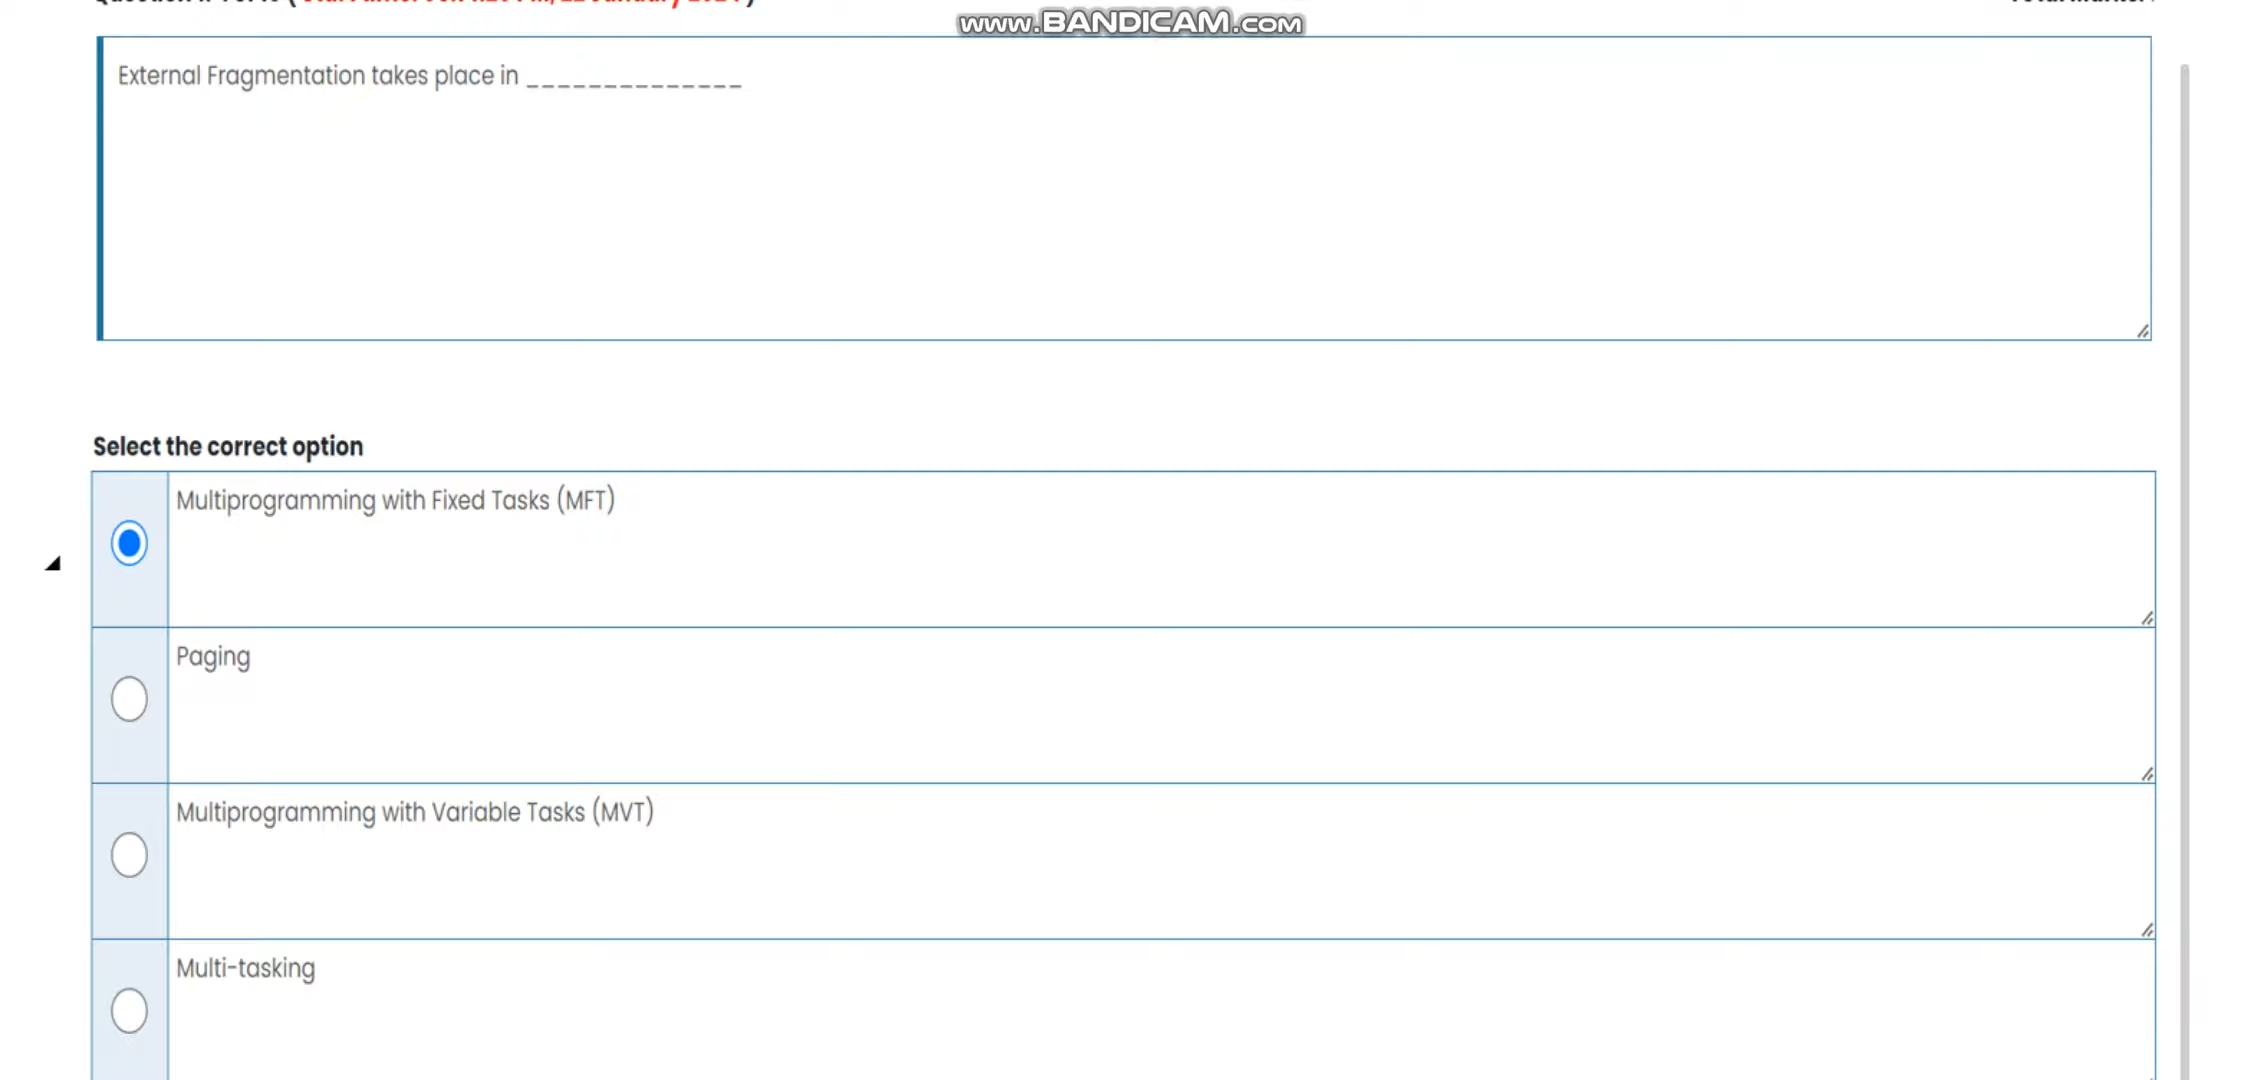 www.BANDICAM.com
External Fragmentation takes place in ______________
Select the correct option
Multiprogramming with Fixed Tasks (MFT)
Paging
Multiprogramming with Variable Tasks (MVT)
Multi-tasking